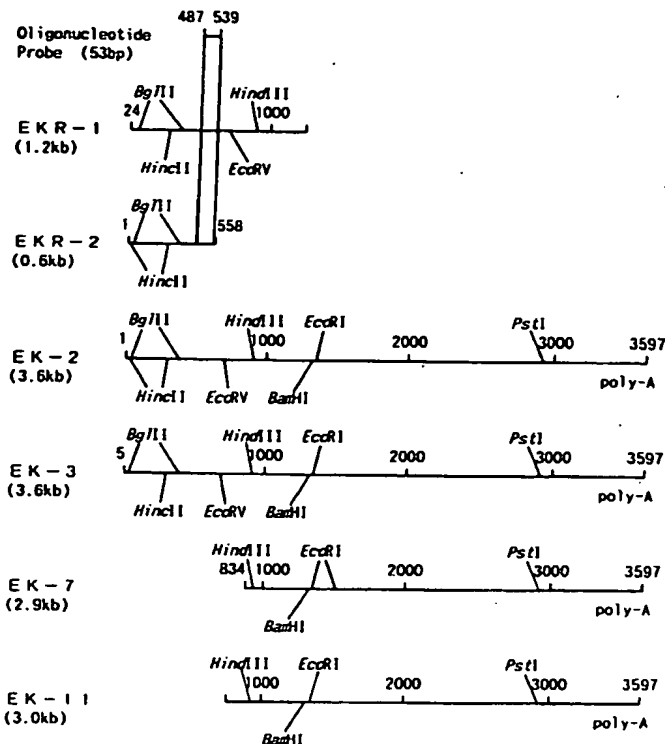 487 539
Oligonucleotide
Probe (53bp)
BglII HindIII
24 1000
EKR-1
(1.2kb)
HincII EcoRV
BglII
1 558
EKR-2
(0.6kb)
HincII
BglII HindIII EcoRI PstI
1 1000 2000 3000 3597
EK-2
(3.6kb) poly-A
HincII EcoRV BamHI
BglII HindIII EcoRI PstI
5 1000 2000 3000 3597
EK-3
(3.6kb) poly-A
HincII EcoRV BamHI
HindIII EcoRI PstI
834 1000 2000 3000 3597
EK-7
(2.9kb) poly-A
BamHI
HindIII EcoRI PstI
1000 2000 3000 3597
EK-11
(3.0kb) poly-A
BamHI